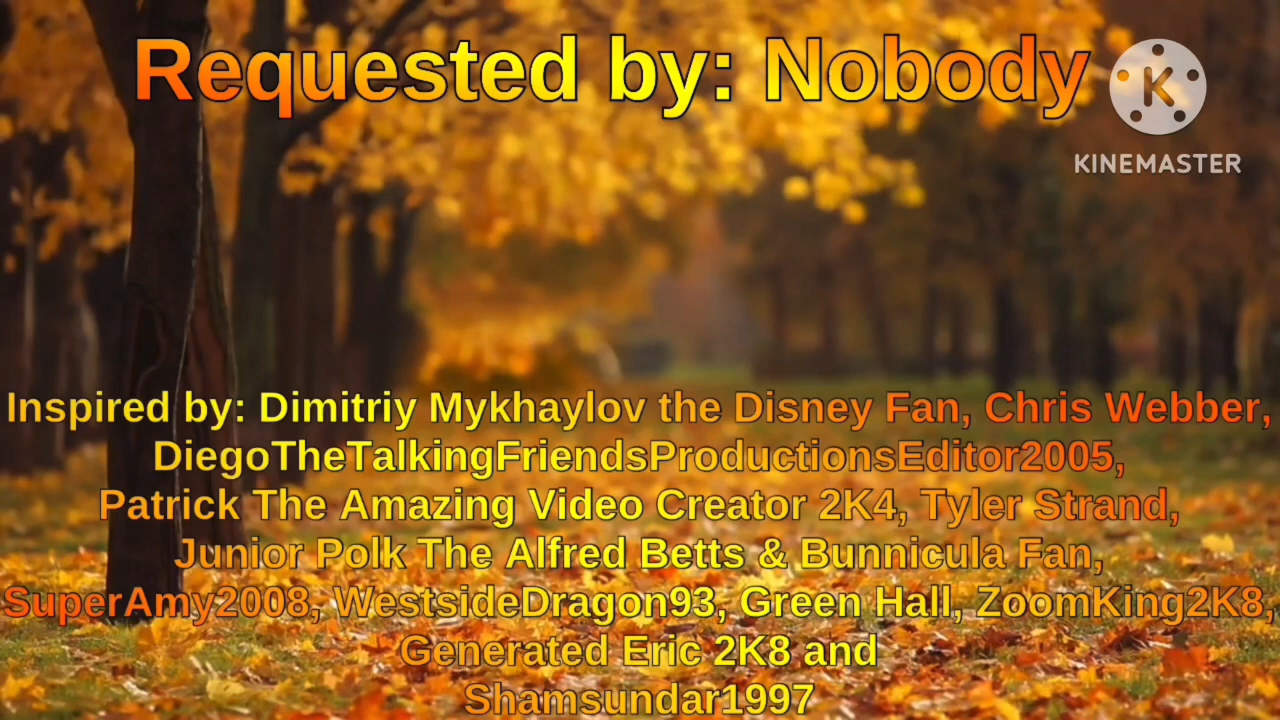 Requested by: Nobody
K
KINEMASTER
Inspired by: Dimitriy Mykhaylov the Disney Fan, Chris Webber,
DiegoTheTalkingFriendsProductionsEditor2005,
Patrick The Amazing Video Creator 2K4, Tyler Strand,
Junior Polk The Alfred Betts & Bunnicula Fan,
SuperAmy2008, WestsideDragon93, Green Hall, ZoomKing2K8,
Generated Eric 2K8 and
Shamsundar1997